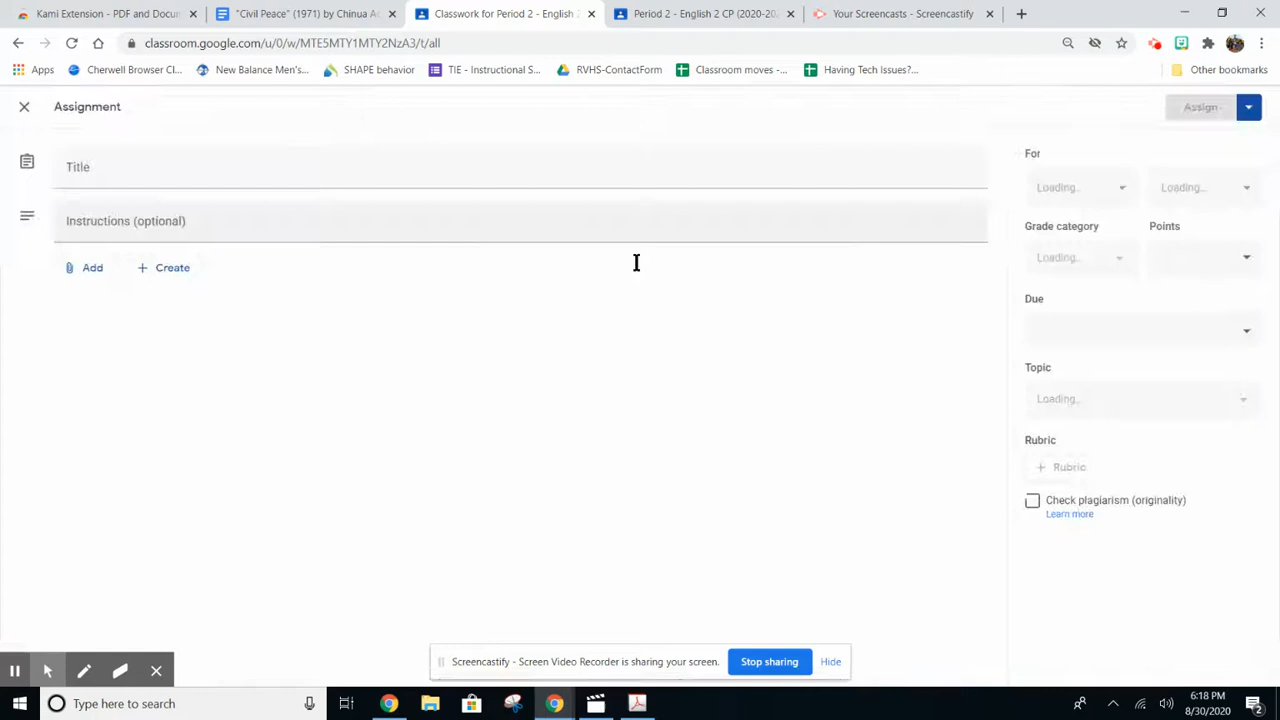 Kami Extension - PDF and Docum
"Civil Peace" (1971) by Chinua A
Classwork for Period 2 - English 2
Period 2 - English 2 CP (2020-202
Your Screencasts - Screencastify
classroom.google.com/u/0/w/MTE5MTY1MTY2NzA3/t/all
Apps
Cherwell Browser Cl...
New Balance Men's...
SHAPE behavior
TIE - Instructional S...
RVHS-ContactForm
Classroom moves -...
Having Tech Issues?...
Other bookmarks
Assignment
Assign
Title
For
Loading...
Loading...
Instructions (optional)
Grade category
Points
Loading...
Add
Create
Due
Topic
Loading...
Rubric
Rubric
Check plagiarism (originality)
Learn more
Screencastify - Screen Video Recorder is sharing your screen.
Stop sharing
Hide
Type here to search
6:18 PM
8/30/2020
2